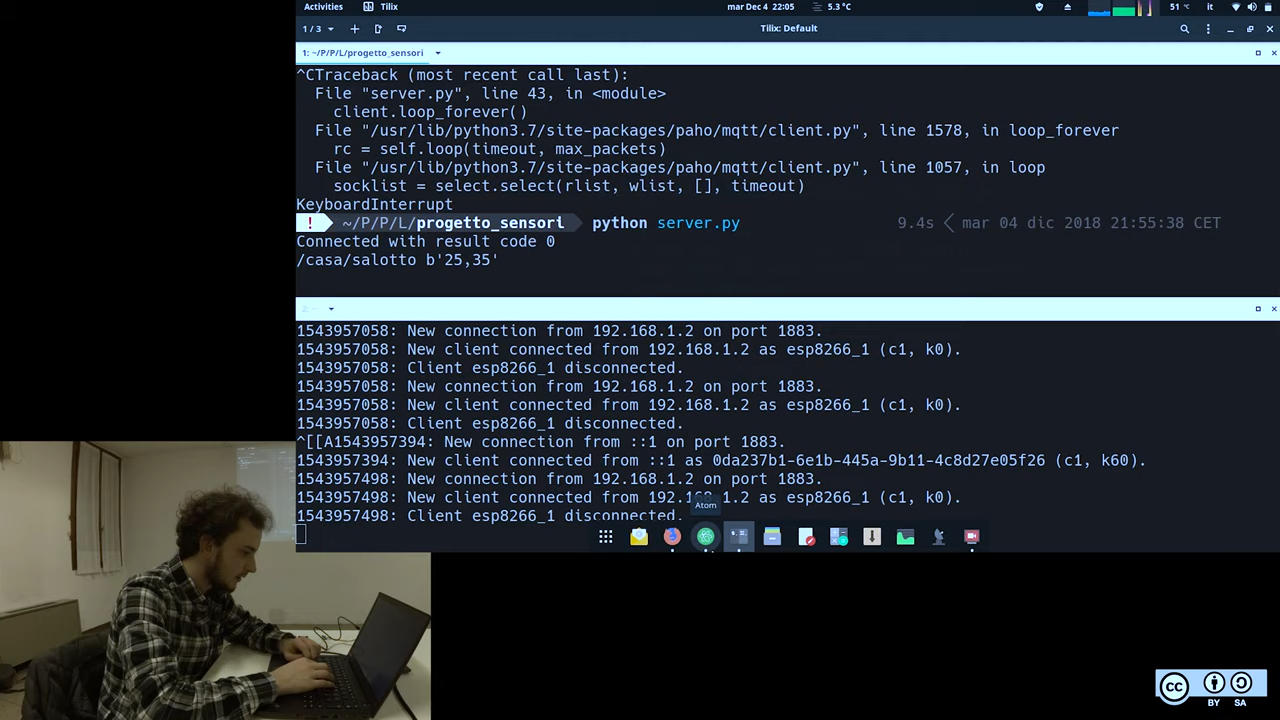 Activities Tilix mar Dec 4 22:05 5.3 °C 51 °C it
1 / 3 Tilix: Default
1: ~/P/P/L/progetto_sensori
^CTraceback (most recent call last):
File "server.py", line 43, in <module>
client.loop_forever()
File "/usr/lib/python3.7/site-packages/paho/mqtt/client.py", line 1578, in loop_forever
rc = self.loop(timeout, max_packets)
File "/usr/lib/python3.7/site-packages/paho/mqtt/client.py", line 1057, in loop
socklist = select.select(rlist, wlist, [], timeout)
KeyboardInterrupt
! ~/P/P/L/progetto_sensori python server.py 9.4s mar 04 dic 2018 21:55:38 CET
Connected with result code 0
/casa/salotto b'25,35'
1543957058: New connection from 192.168.1.2 on port 1883.
1543957058: New client connected from 192.168.1.2 as esp8266_1 (c1, k0).
1543957058: Client esp8266_1 disconnected.
1543957058: New connection from 192.168.1.2 on port 1883.
1543957058: New client connected from 192.168.1.2 as esp8266_1 (c1, k0).
1543957058: Client esp8266_1 disconnected.
^[[A1543957394: New connection from ::1 on port 1883.
1543957394: New client connected from ::1 as 0da237b1-6e1b-445a-9b11-4c8d27e05f26 (c1, k60).
1543957498: New connection from 192.168.1.2 on port 1883.
1543957498: New client connected from 192.168.1.2 as esp8266_1 (c1, k0).
Atom
1543957498: Client esp8266_1 disconnected.
cc
BY SA